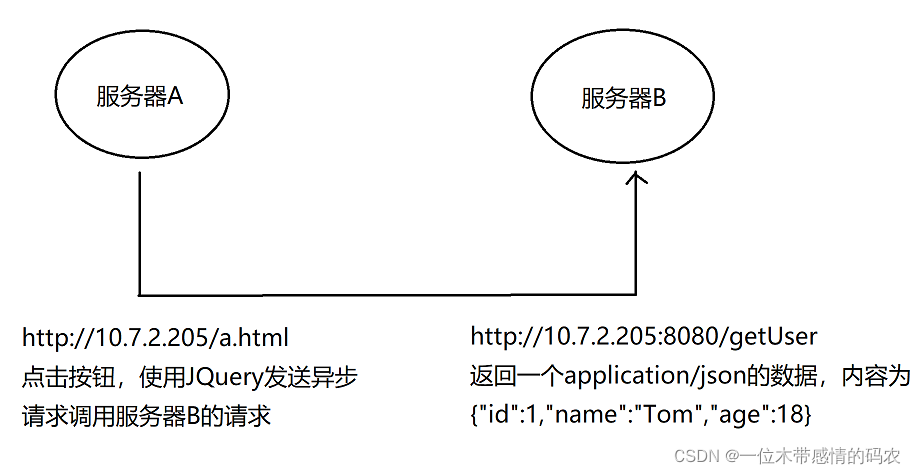 服务器A
服务器B
http://10.7.2.205/a.html
点击按钮，使用JQuery发送异步
请求调用服务器B的请求
http://10.7.2.205:8080/getUser
返回一个application/json的数据，内容为
{"id":1,"name":"Tom","age":18}
CSDN @一位木带感情的码农